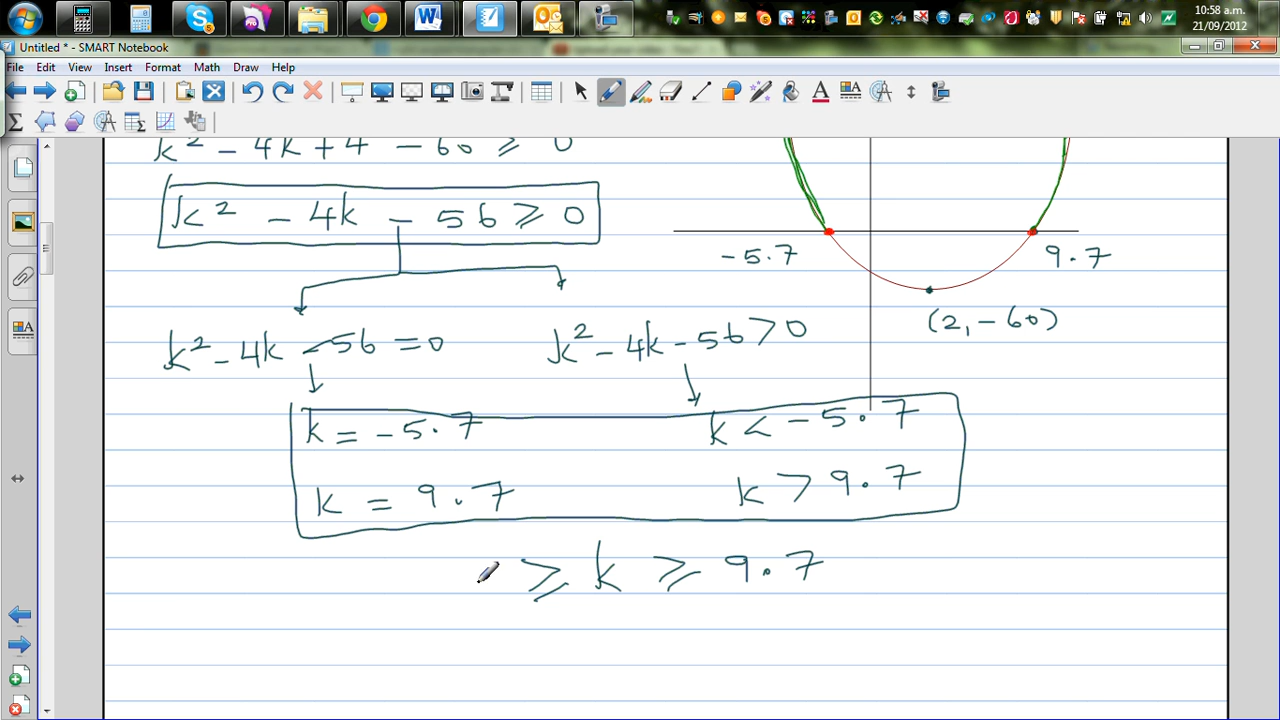 10:58 a.m.
21/09/2012
Untitled * - SMART Notebook
File Edit View Insert Format Math Draw Help
k² - 4k + 4 - 60 ≥ 0
k² - 4k - 56 ≥ 0
-5.7 9.7
(2, -60)
k² - 4k - 56 = 0 k² - 4k - 56 > 0
k = -5.7 k < -5.7
k = 9.7 k > 9.7
≥ k ≥ 9.7